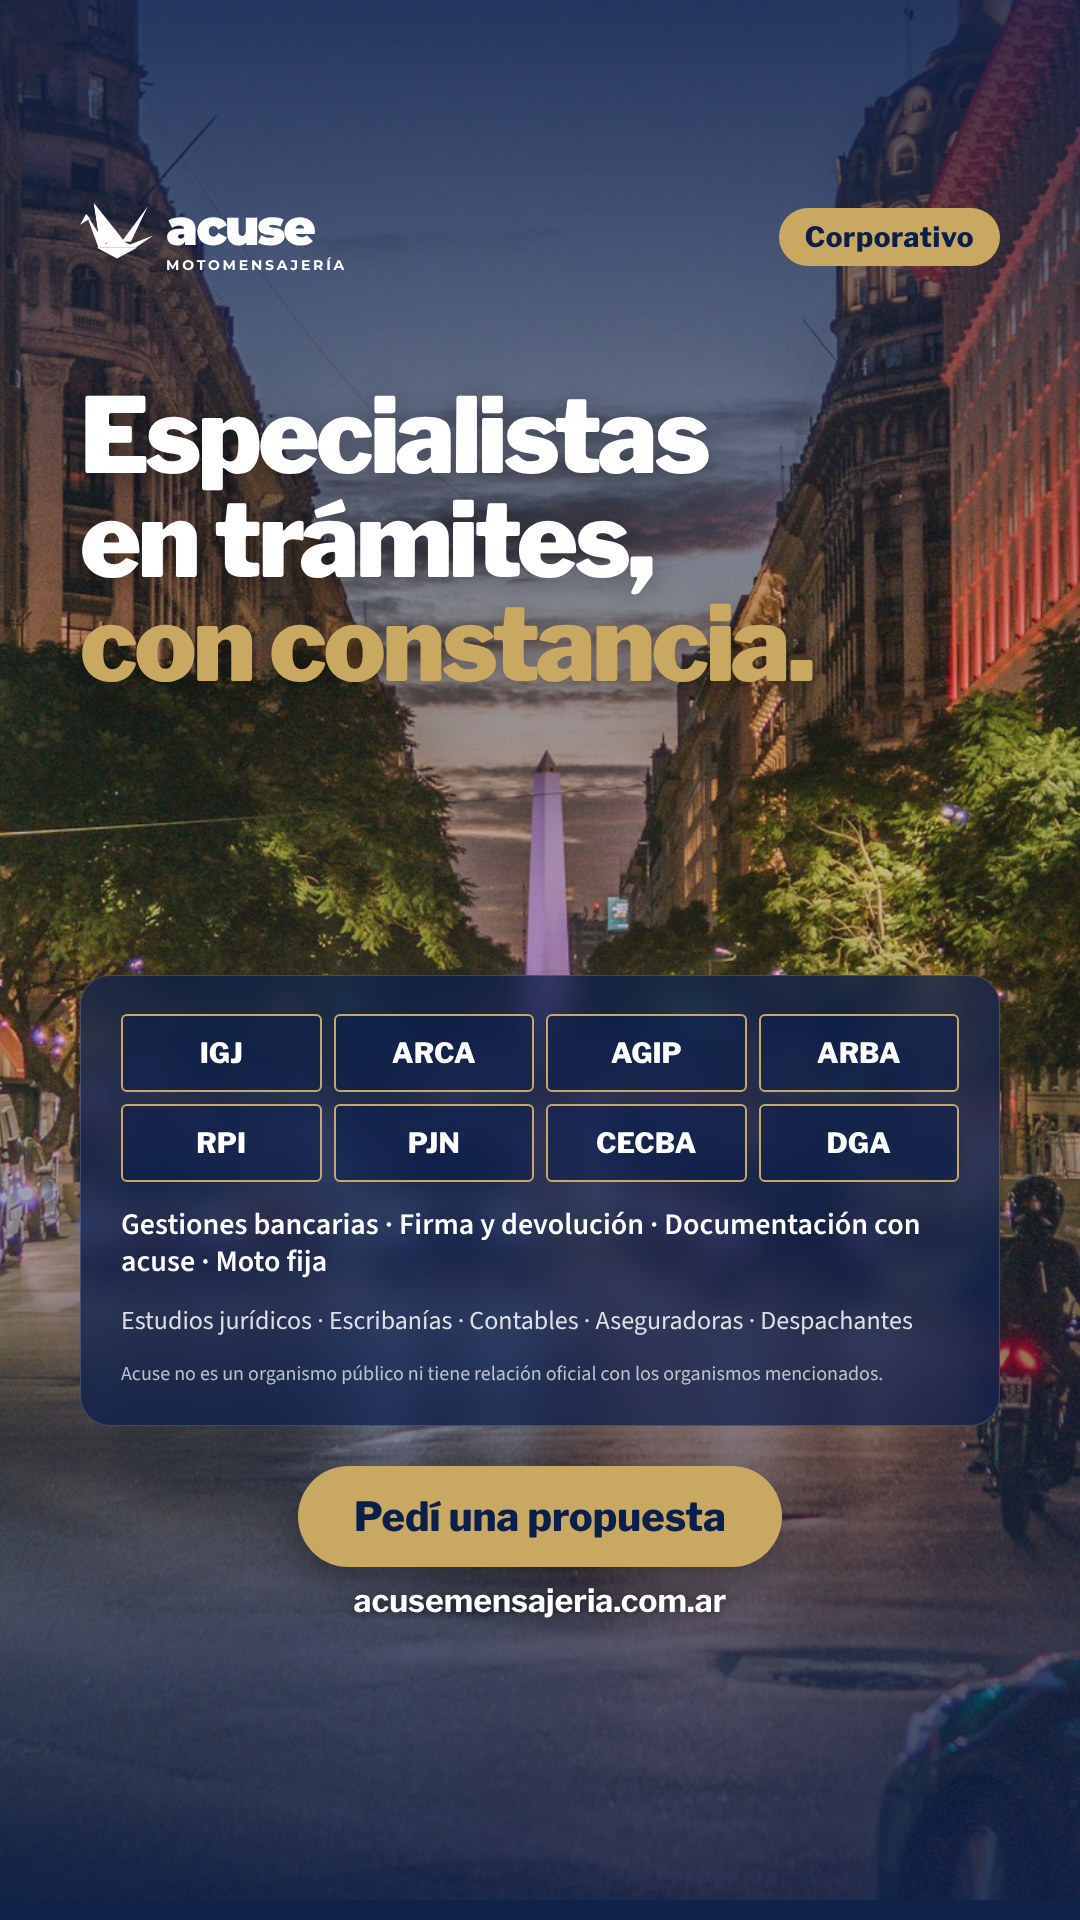 acuse
MOTOMENSAJERÍA
Corporativo
Especialistas
en trámites,
con constancia.
IGJ
ARCA
AGIP
ARBA
RPI
PJN
CECBA
DGA
Gestiones bancarias · Firma y devolución · Documentación con
acuse · Moto fija
Estudios jurídicos · Escribanías · Contables · Aseguradoras · Despachantes
Acuse no es un organismo público ni tiene relación oficial con los organismos mencionados.
Pedí una propuesta
acusemensajeria.com.ar